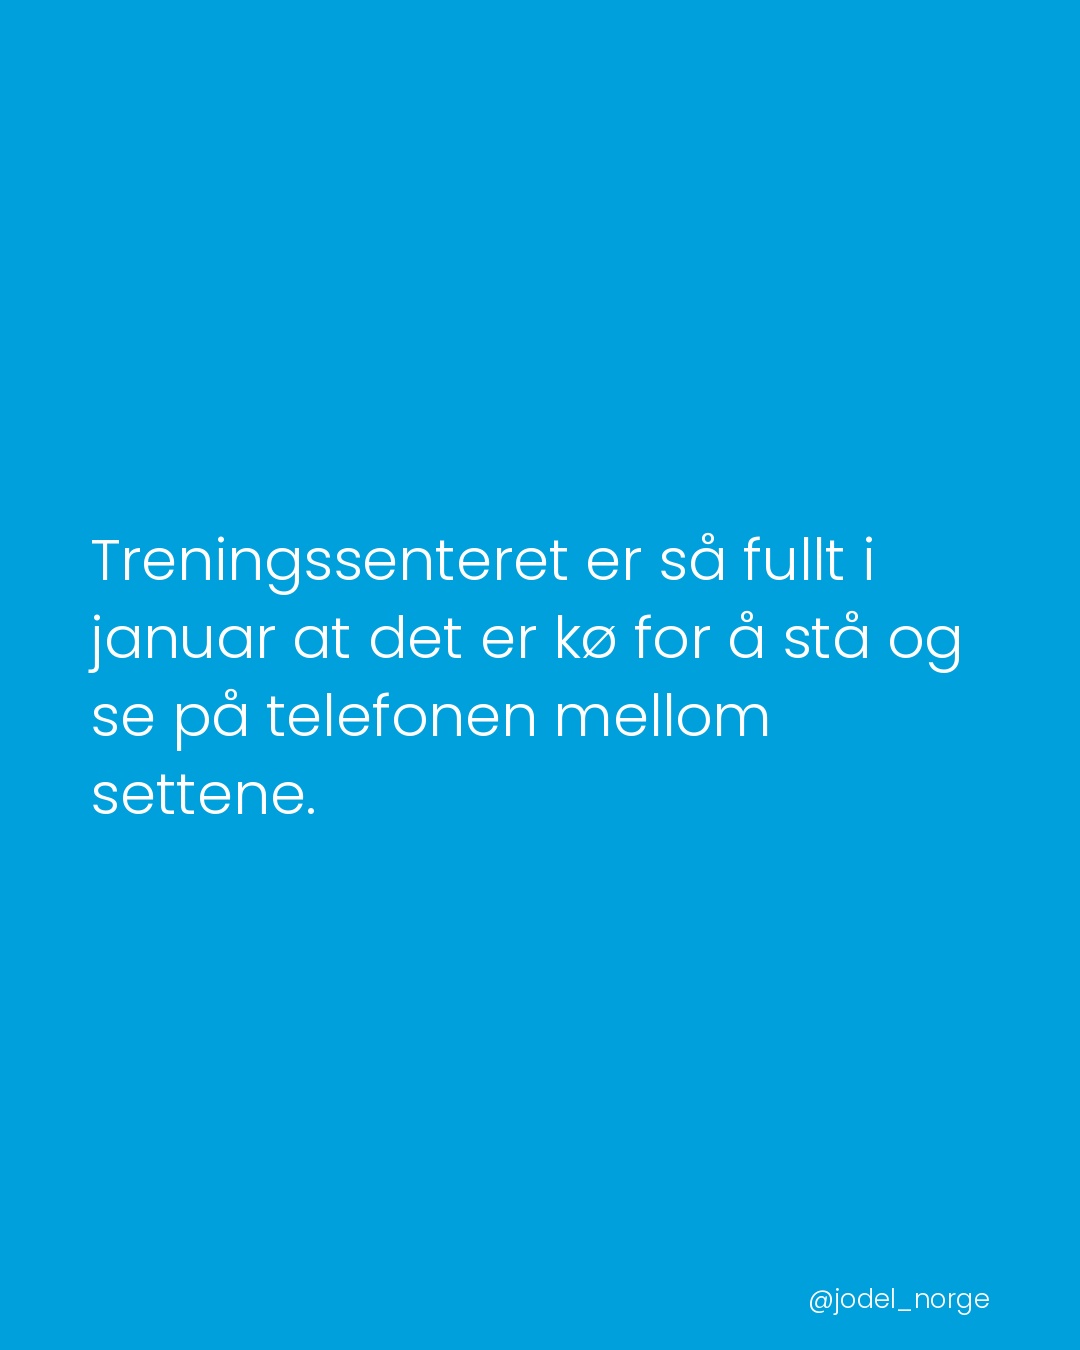 Treningssenteret er så fullt i
januar at det er kø for å stå og
se på telefonen mellom
settene.
@jodel_norge